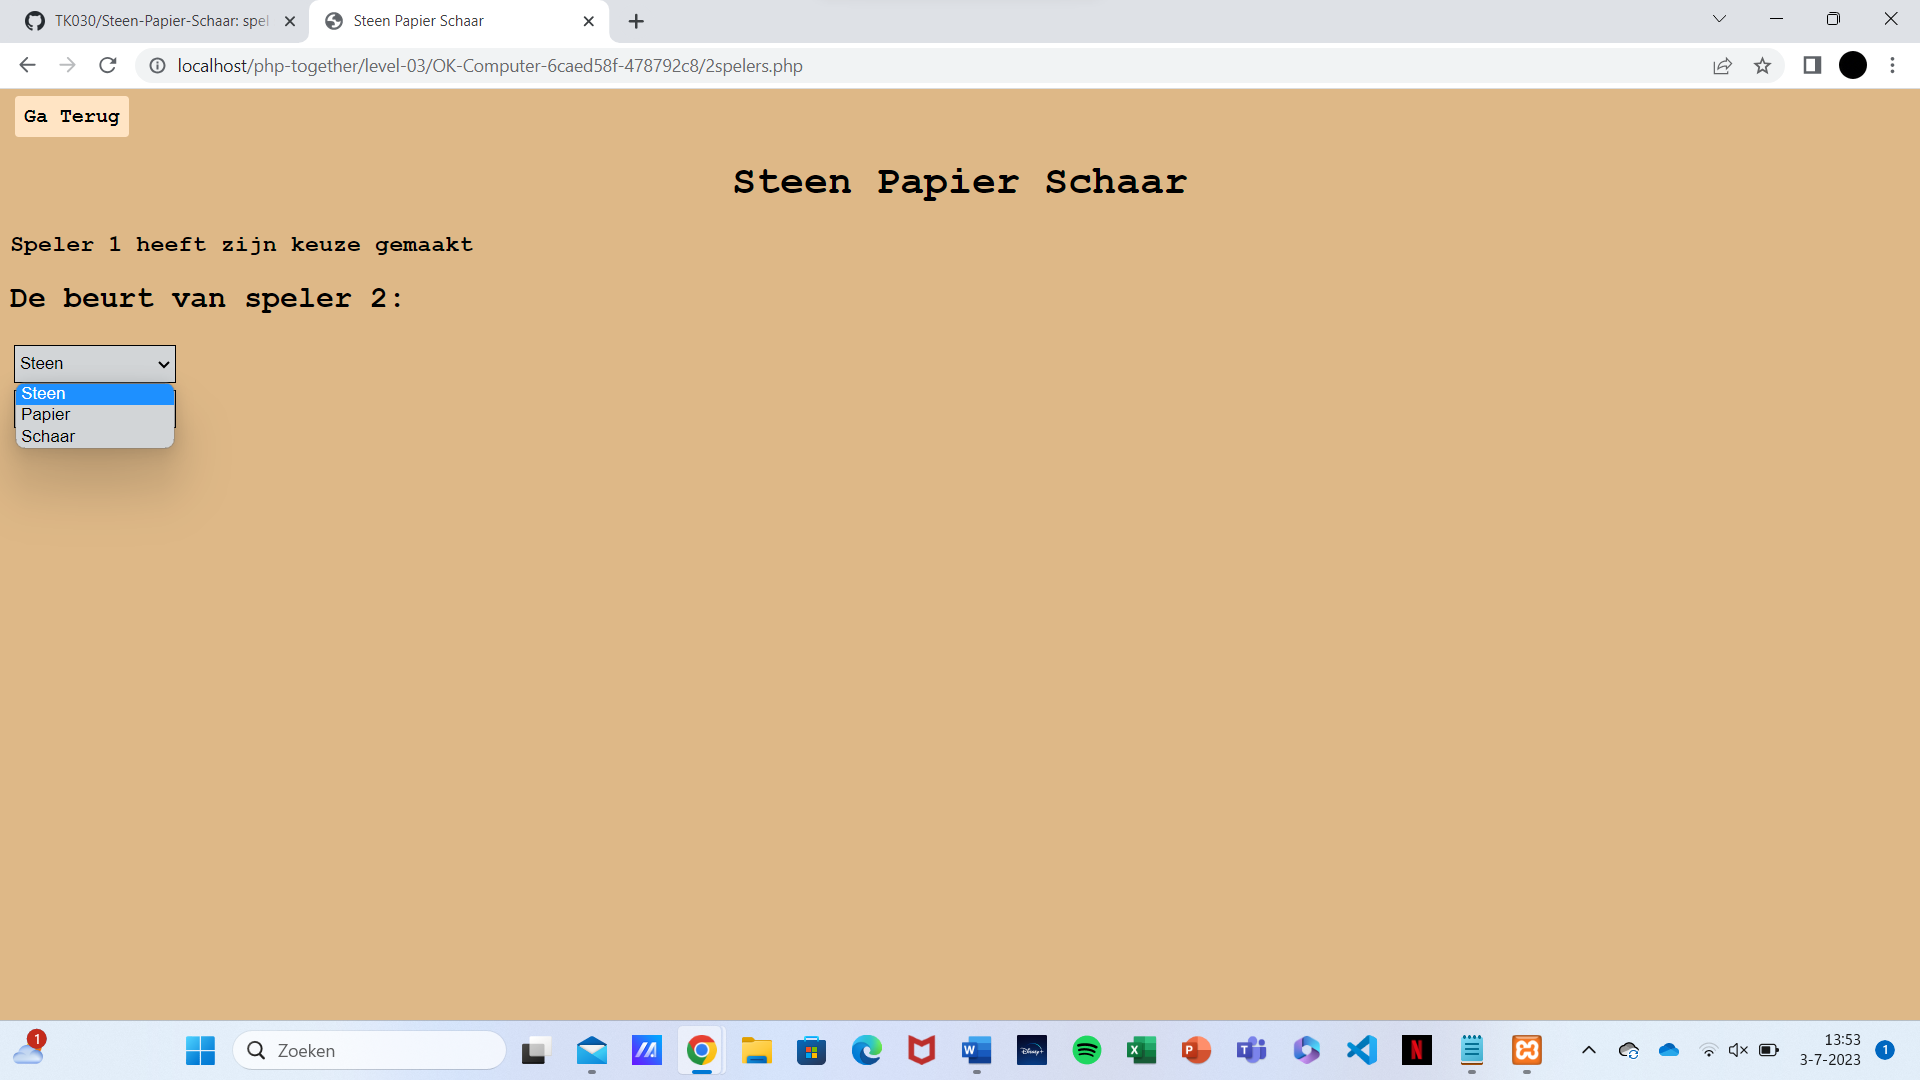 TK030/Steen-Papier-Schaar: spel
Steen Papier Schaar
localhost/php-together/level-03/OK-Computer-6caed58f-478792c8/2spelers.php
Ga Terug
Steen Papier Schaar
Speler 1 heeft zijn keuze gemaakt
De beurt van speler 2:
Steen
Steen
Papier
Schaar
1
Zoeken
Disney+
13:53
3-7-2023
1